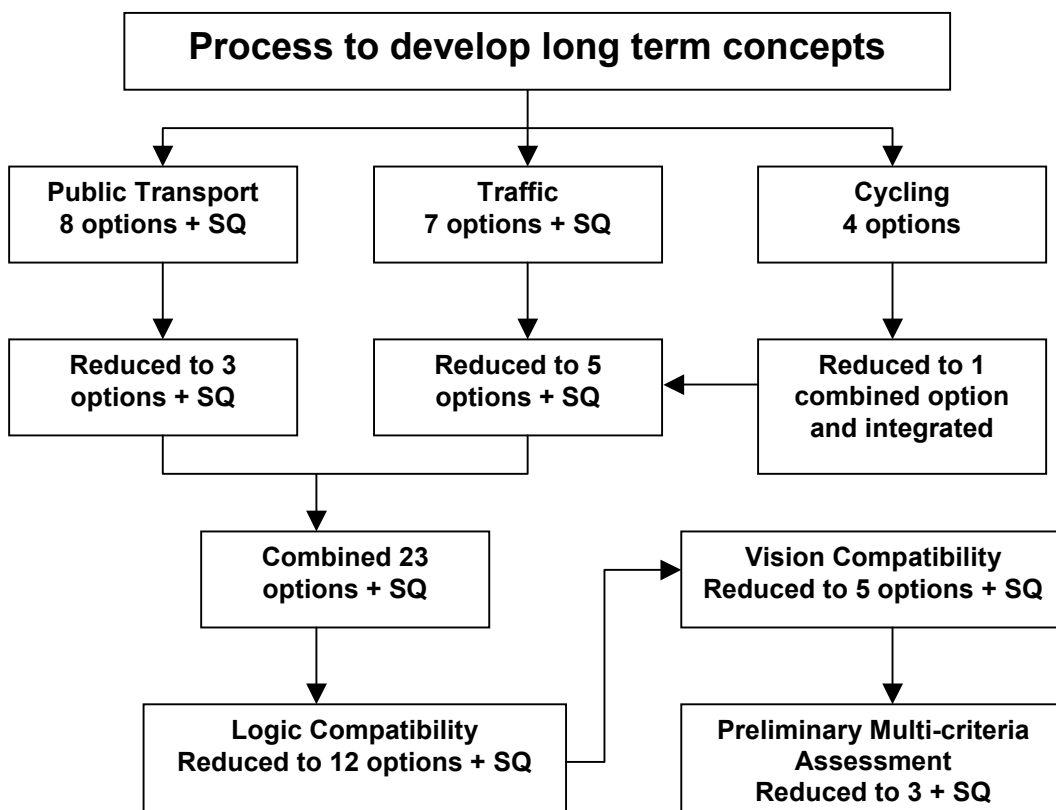 Process to develop long term concepts
Public Transport
8 options + SQ
Traffic
7 options + SQ
Cycling
4 options
Reduced to 3
options + SQ
Reduced to 5
options + SQ
Reduced to 1
combined option
and integrated
Combined 23
options + SQ
Vision Compatibility
Reduced to 5 options + SQ
Logic Compatibility
Reduced to 12 options + SQ
Preliminary Multi-criteria
Assessment
Reduced to 3 + SQ